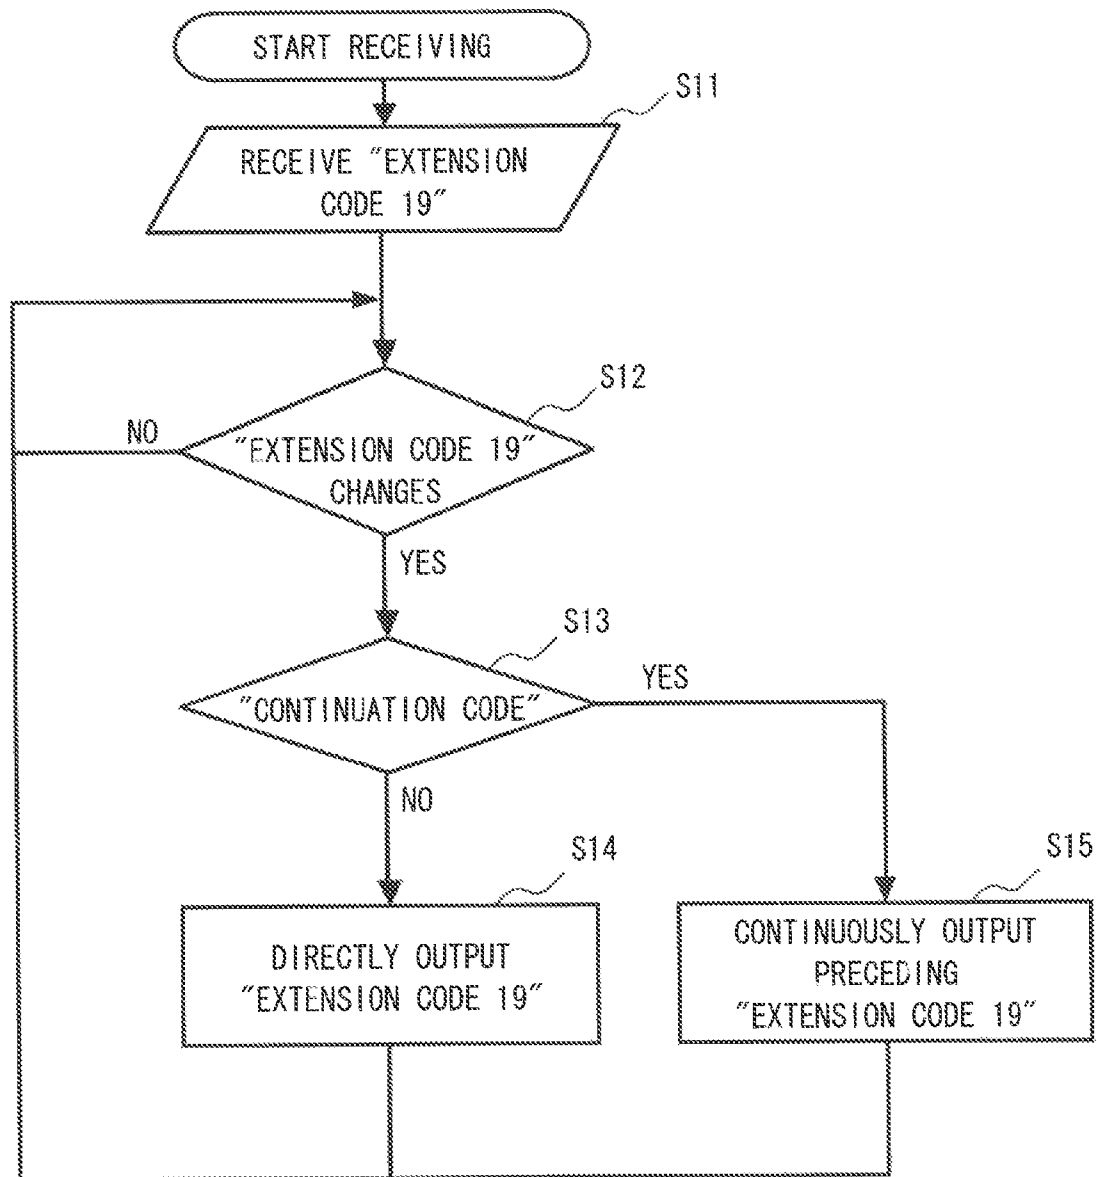 START RECEIVING
S11
RECEIVE "EXTENSION
CODE 19"
S12
NO
"EXTENSION CODE 19"
CHANGES
YES
S13
YES
"CONTINUATION CODE"
NO
S14
S15
DIRECTLY OUTPUT
"EXTENSION CODE 19"
CONTINUOUSLY OUTPUT
PRECEDING
"EXTENSION CODE 19"